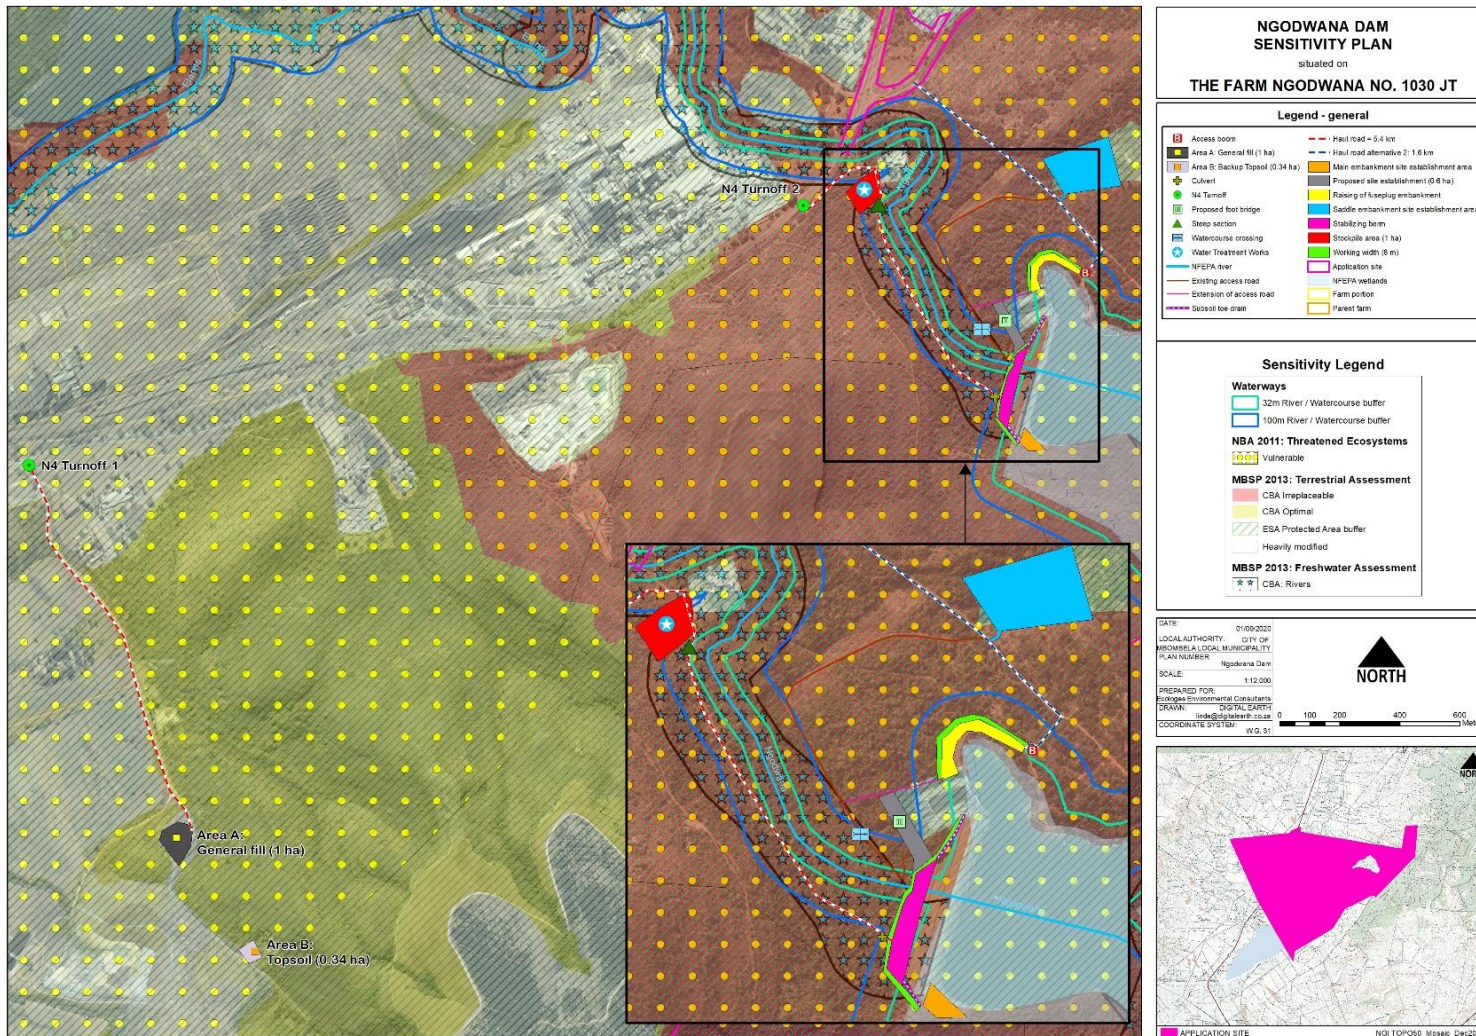 NGODWANA DAM
SENSITIVITY PLAN
situated on
THE FARM NGODWANA NO. 1030 JT
Legend - general
Access boom
Area A: General fill (1 ha)
Area B: Backup Topsoil (0.34 ha)
Culvert
N4 Turnoff
Proposed foot bridge
Steep section
Watercourse crossing
Water Treatment Works
NFEPA river
Existing access road
Extension of access road
Subsoil toe drain
Haul road = 5.4 km
Haul road alternative 2: 1.6 km
Main embankment site establishment area
Proposed site establishment (0.6 ha)
Raising of fuseplug embankment
Saddle embankment site establishment area
Stabilizing berm
Stockpile area (1 ha)
Working width (8 m)
Application site
NFEPA wetlands
Farm portion
Parent farm
Sensitivity Legend
Waterways
32m River / Watercourse buffer
100m River / Watercourse buffer
NBA 2011: Threatened Ecosystems
Vulnerable
MBSP 2013: Terrestrial Assessment
CBA Irreplaceable
CBA Optimal
ESA Protected Area buffer
Heavily modified
MBSP 2013: Freshwater Assessment
CBA: Rivers
DATE: 01/09/2020
LOCAL AUTHORITY: CITY OF
MBOMBELA LOCAL MUNICIPALITY
PLAN NUMBER:
Ngodwana Dam
SCALE:
1:12,000
PREPARED FOR:
Ecologes Environmental Consultants
DRAWN: DIGITAL EARTH
linda@digitalearth.co.za
COORDINATE SYSTEM:
W.G. 31
NORTH
0 100 200 400 600
APPLICATION SITE
N4 Turnoff 2
N4 Turnoff 1
Area A:
General fill (1 ha)
Area B:
Topsoil (0.34 ha)
Elands
Elands
Ngodwana
B
B